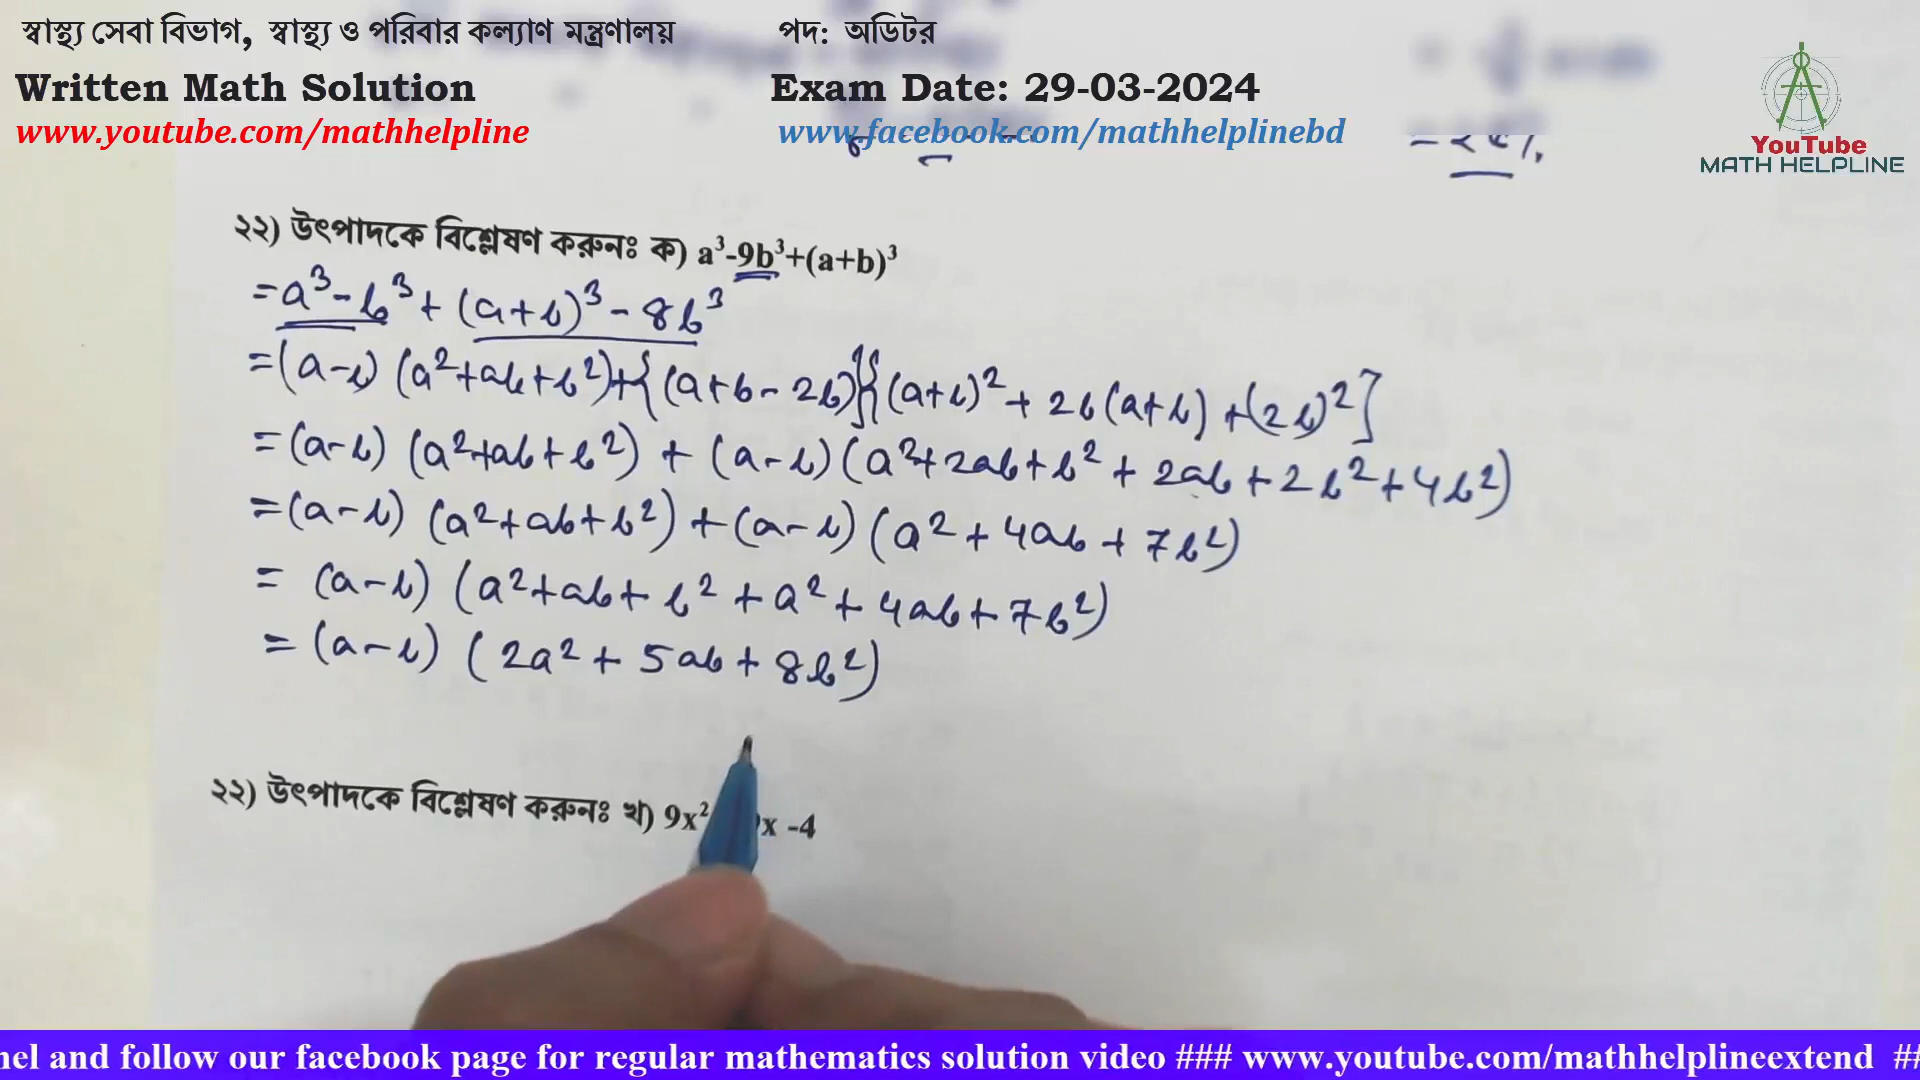 স্বাস্থ্য সেবা বিভাগ, স্বাস্থ্য ও পরিবার কল্যাণ মন্ত্রণালয় পদ: অডিটর
Written Math Solution Exam Date: 29-03-2024
www.youtube.com/mathhelpline www.facebook.com/mathhelplinebd
YouTube
MATH HELPLINE
২২) উৎপাদকে বিশ্লেষণ করুনঃ ক) a³-9b³+(a+b)³
=a³-b³+(a+b)³-8b³
=(a-b)(a²+ab+b²)+{(a+b-2b)}{(a+b)²+2b(a+b)+(2b)²]
=(a-b)(a²+ab+b²)+(a-b)(a²+2ab+b²+2ab+2b²+4b²)
=(a-b)(a²+ab+b²)+(a-b)(a²+4ab+7b²)
=(a-b)(a²+ab+b²+a²+4ab+7b²)
=(a-b)(2a²+5ab+8b²)
২২) উৎপাদকে বিশ্লেষণ করুনঃ খ) 9x² x -4
and follow our facebook page for regular mathematics solution video ### www.youtube.com/mathhelplineextend